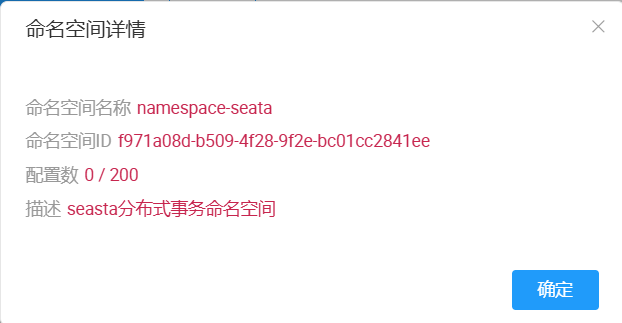 命名空间详情
命名空间名称 namespace-seata
命名空间ID f971a08d-b509-4f28-9f2e-bc01cc2841ee
配置数 0 / 200
描述 seasta分布式事务命名空间
确定